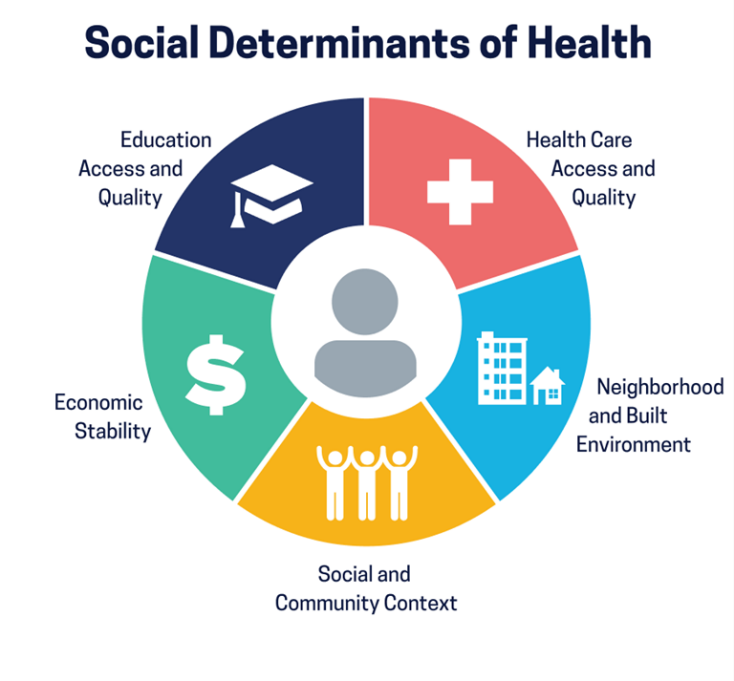 Social Determinants of Health
Education
Access and
Quality
Health Care
Access and
Quality
Economic
Stability
Neighborhood
and Built
Environment
Social and
Community Context